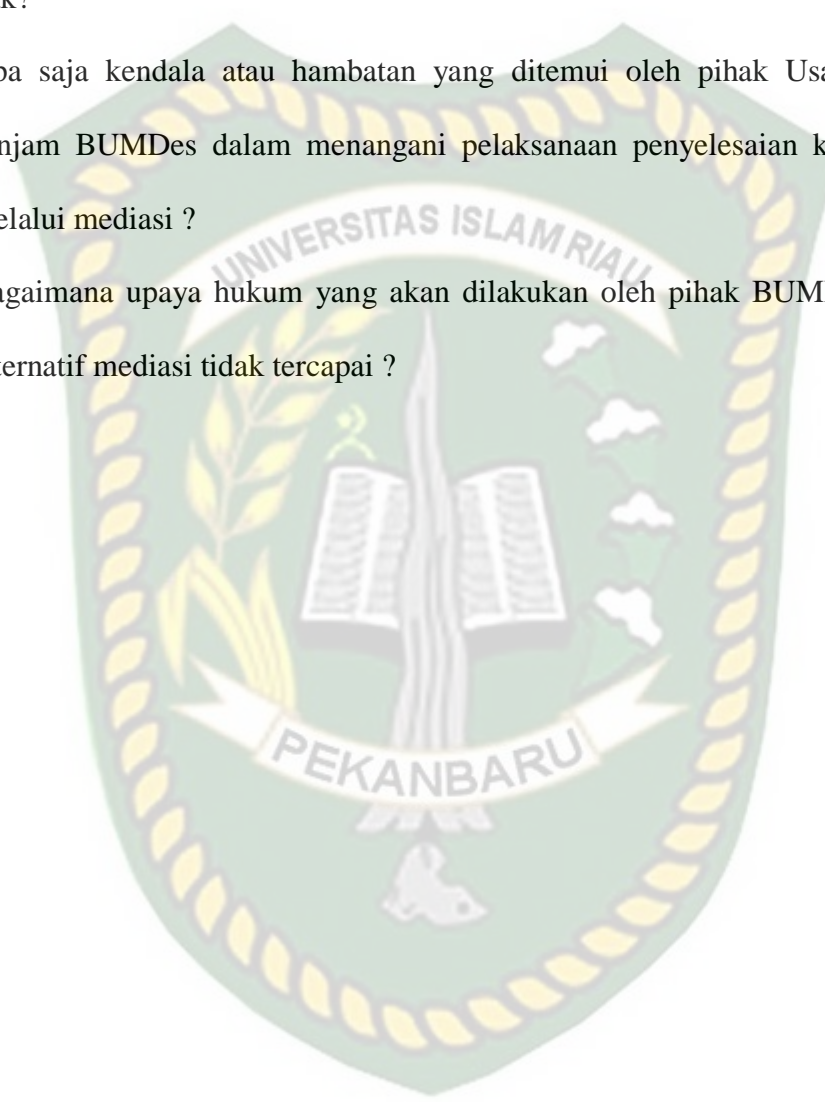 k?
pa saja kendala atau hambatan yang ditemui oleh pihak Usa
njam BUMDes dalam menangani pelaksanaan penyelesaian k
elalui mediasi ?
agaimana upaya hukum yang akan dilakukan oleh pihak BUM
ternatif mediasi tidak tercapai ?
UNIVERSITAS ISLAM RIAU
PEKANBARU